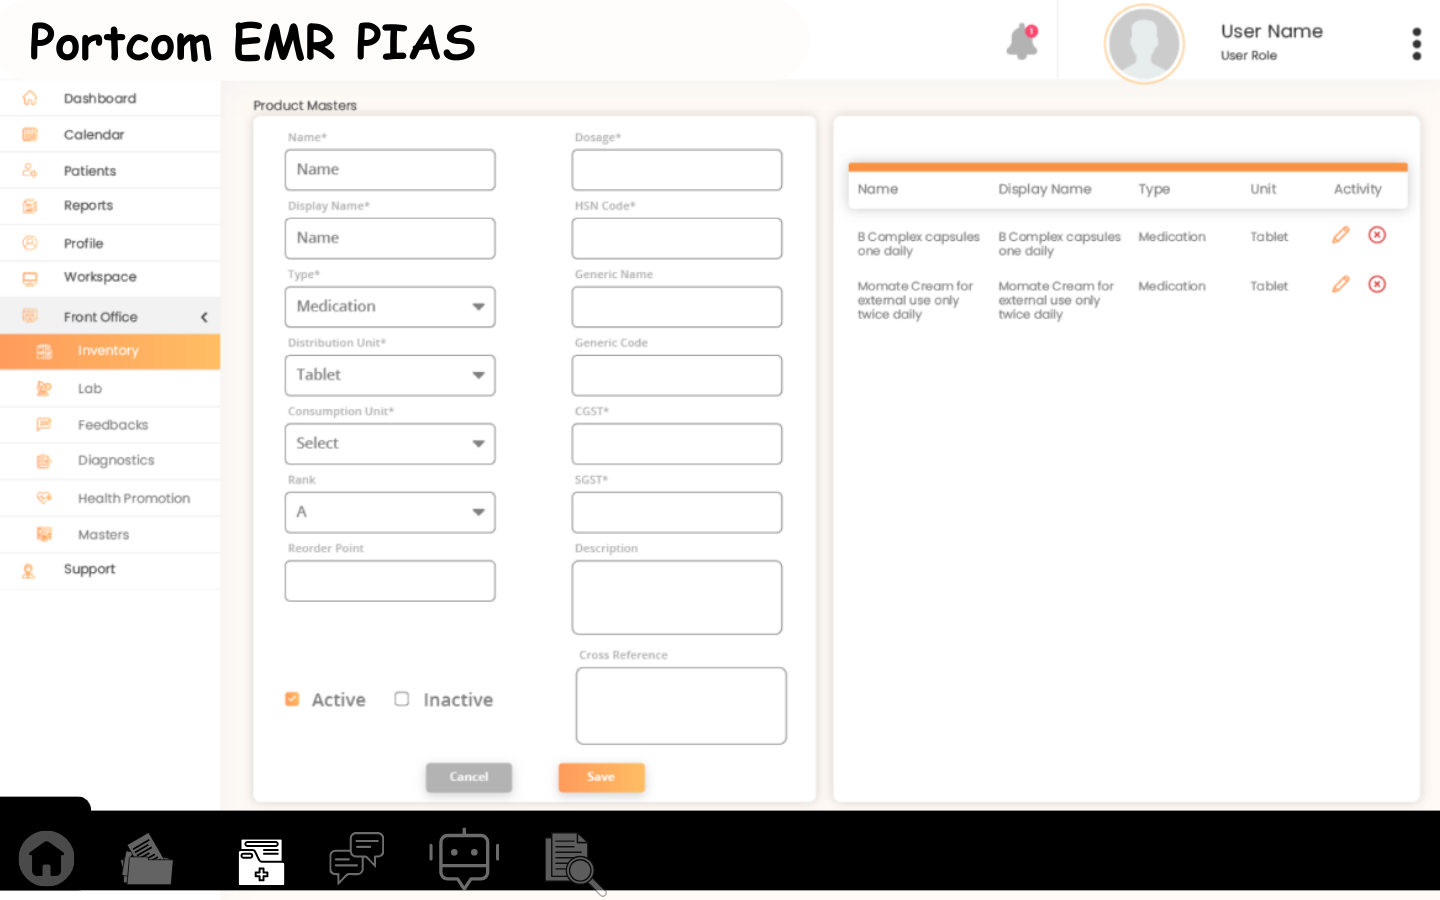 Portcom EMR PIAS
1
User Name
User Role
Dashboard
Calendar
Patients
Reports
Profile
Workspace
Front Office
Inventory
Lab
Feedbacks
Diagnostics
Health Promotion
Masters
Support
Product Masters
Name*
Name
Display Name*
Name
Type*
Medication
Distribution Unit*
Tablet
Consumption Unit*
Select
Rank
A
Reorder Point
Active
Inactive
Dosage*
HSN Code*
Generic Name
Generic Code
CGST*
SGST*
Description
Cross Reference
Cancel
Save
Name Display Name Type Unit Activity
B Complex capsules
one daily
B Complex capsules
one daily
Medication
Tablet
Momate Cream for
external use only
twice daily
Momate Cream for
external use only
twice daily
Medication
Tablet